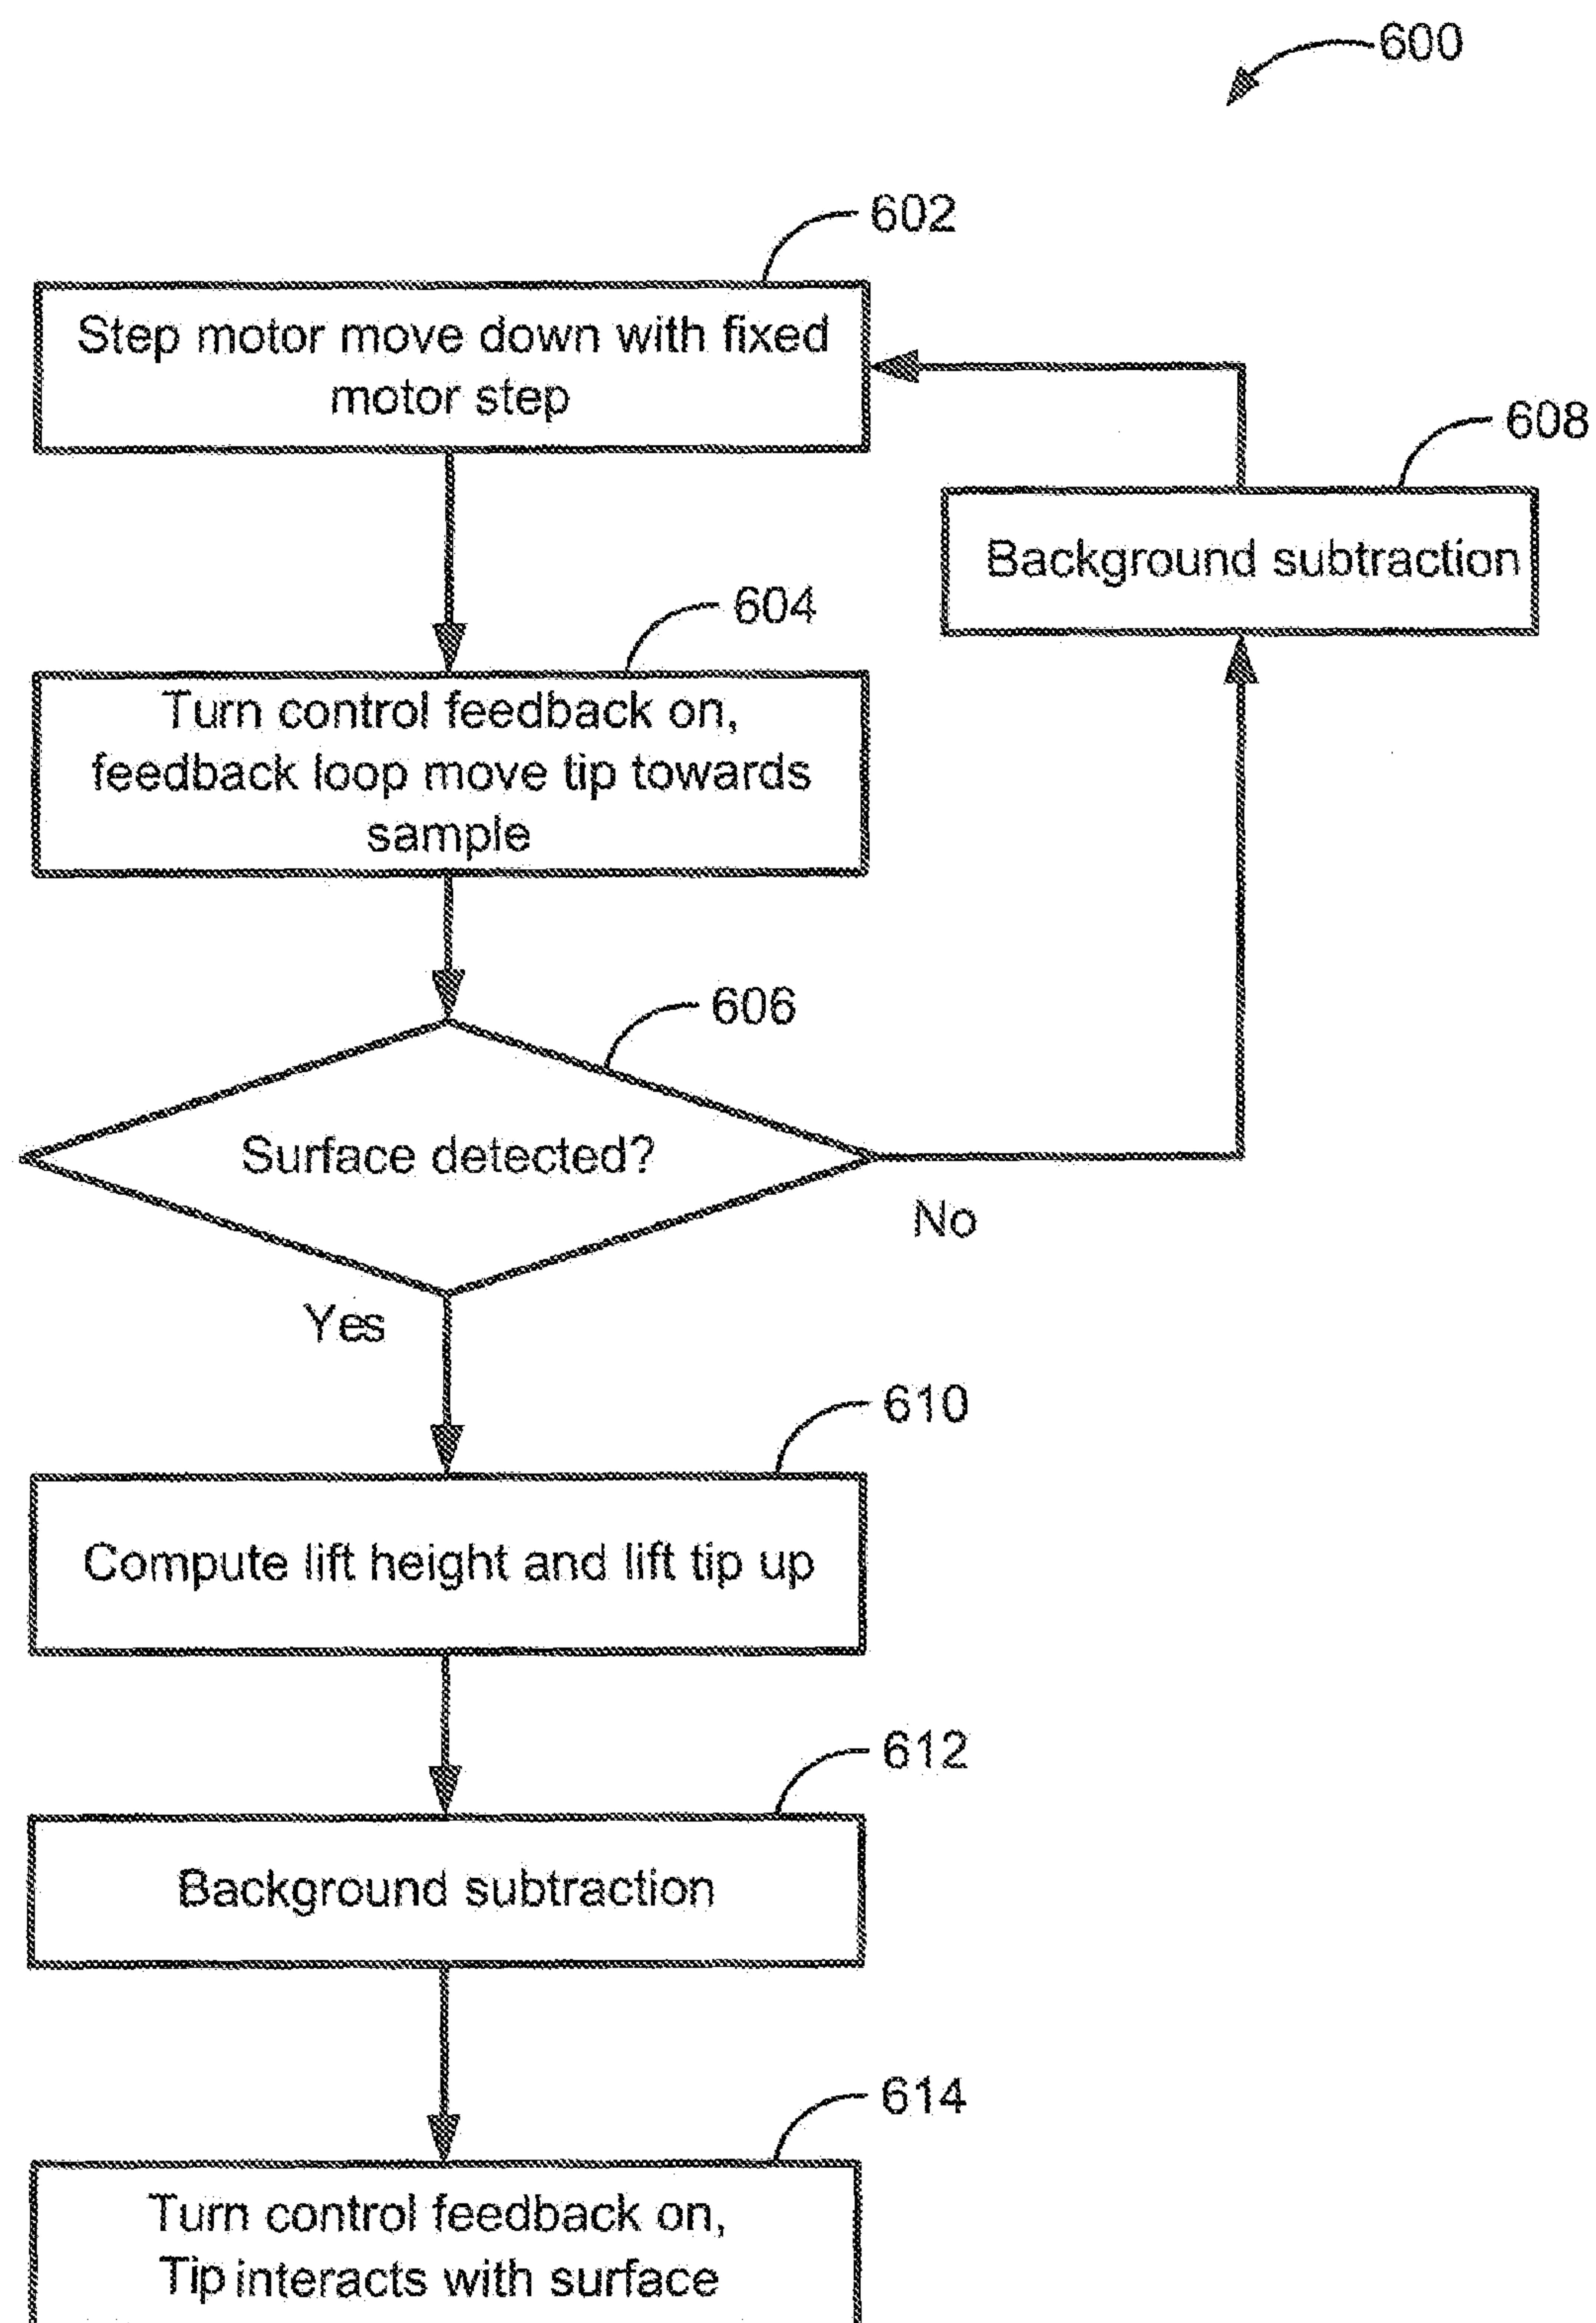 600
602
Step motor move down with fixed
motor step
608
Background subtraction
604
Turn control feedback on,
feedback loop move tip towards
sample
606
Surface detected?
No
Yes
610
Compute lift height and lift tip up
612
Background subtraction
614
Turn control feedback on,
Tip interacts with surface